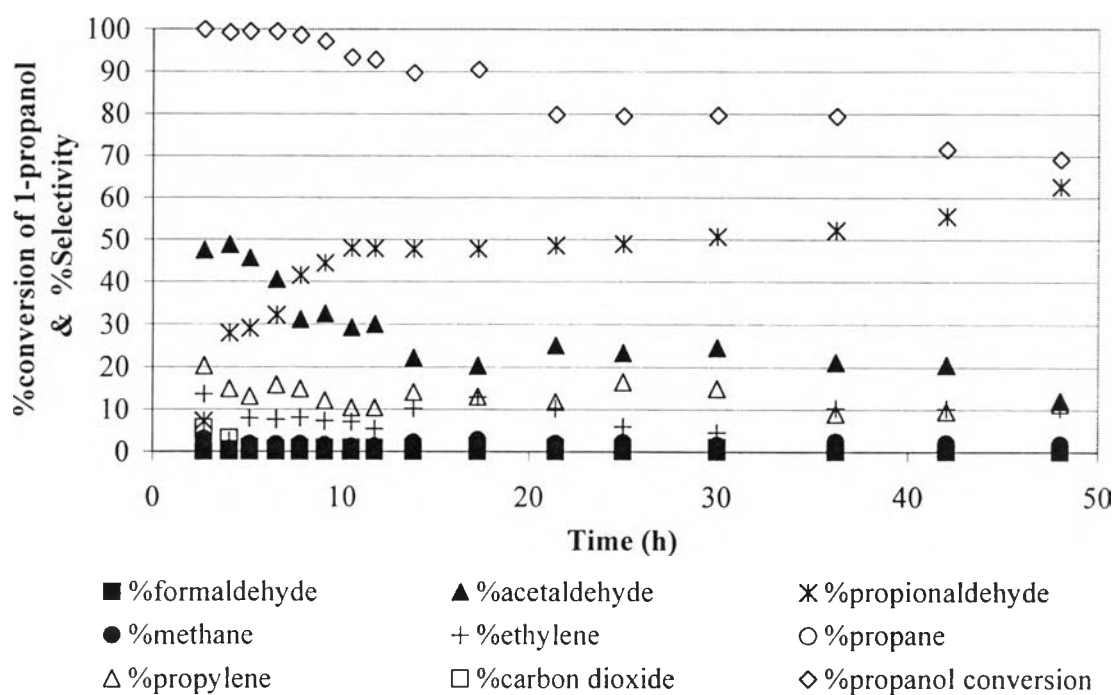 %conversion of 1-propanol
& %Selectivity
100
90
80
70
60
50
40
30
20
10
0
0
10
20
30
40
50
Time (h)
%formaldehyde
%acetaldehyde
%propionaldehyde
%methane
%ethylene
%propane
%propylene
%carbon dioxide
%propanol conversion